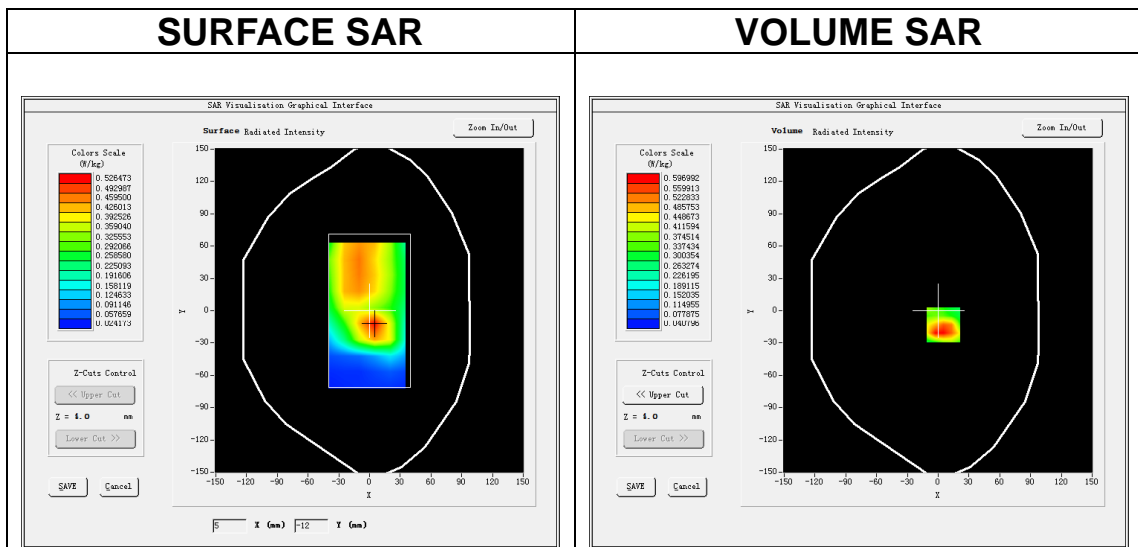 SURFACE SAR
VOLUME SAR
SAR Visualisation Graphical Interface
Surface Radiated Intensity
Zoom In/Out
Colors Scale
(W/kg)
0.526473
0.492987
0.459500
0.426013
0.392526
0.359040
0.325553
0.292066
0.258580
0.225093
0.191606
0.158119
0.124633
0.091146
0.057659
0.024173
Z-Cuts Control
<< Upper Cut
Z = 4.0 mm
Lower Cut >>
SAVE
Cancel
Y
150
120
90
60
30
0
-30
-60
-90
-120
-150
-150 -120 -90 -60 -30 0 30 60 90 120 150
X
5 X (mm) -12 Y (mm)
SAR Visualisation Graphical Interface
Volume Radiated Intensity
Zoom In/Out
Colors Scale
(W/kg)
0.596992
0.559913
0.522833
0.485753
0.448673
0.411594
0.374514
0.337434
0.300354
0.263274
0.226195
0.189115
0.152035
0.114955
0.077875
0.040796
Z-Cuts Control
<< Upper Cut
Z = 4.0 mm
Lower Cut >>
SAVE
Cancel
Y
150
120
90
60
30
0
-30
-60
-90
-120
-150
-150 -120 -90 -60 -30 0 30 60 90 120 150
X